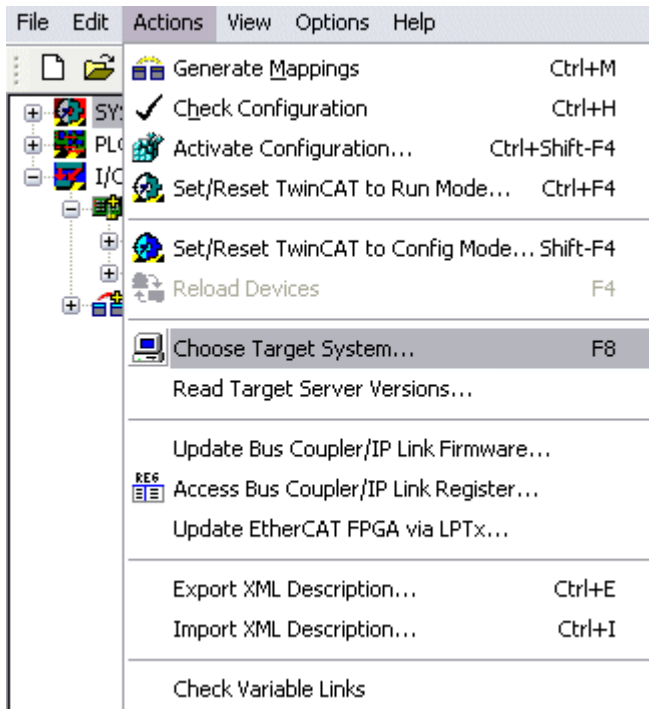 File Edit Actions View Options Help
Generate Mappings Ctrl+M
SY Check Configuration Ctrl+H
PL Activate Configuration... Ctrl+Shift-F4
I/O Set/Reset TwinCAT to Run Mode... Ctrl+F4
Set/Reset TwinCAT to Config Mode... Shift-F4
Reload Devices F4
Choose Target System... F8
Read Target Server Versions...
Update Bus Coupler/IP Link Firmware...
REG Access Bus Coupler/IP Link Register...
Update EtherCAT FPGA via LPTx...
Export XML Description... Ctrl+E
Import XML Description... Ctrl+I
Check Variable Links